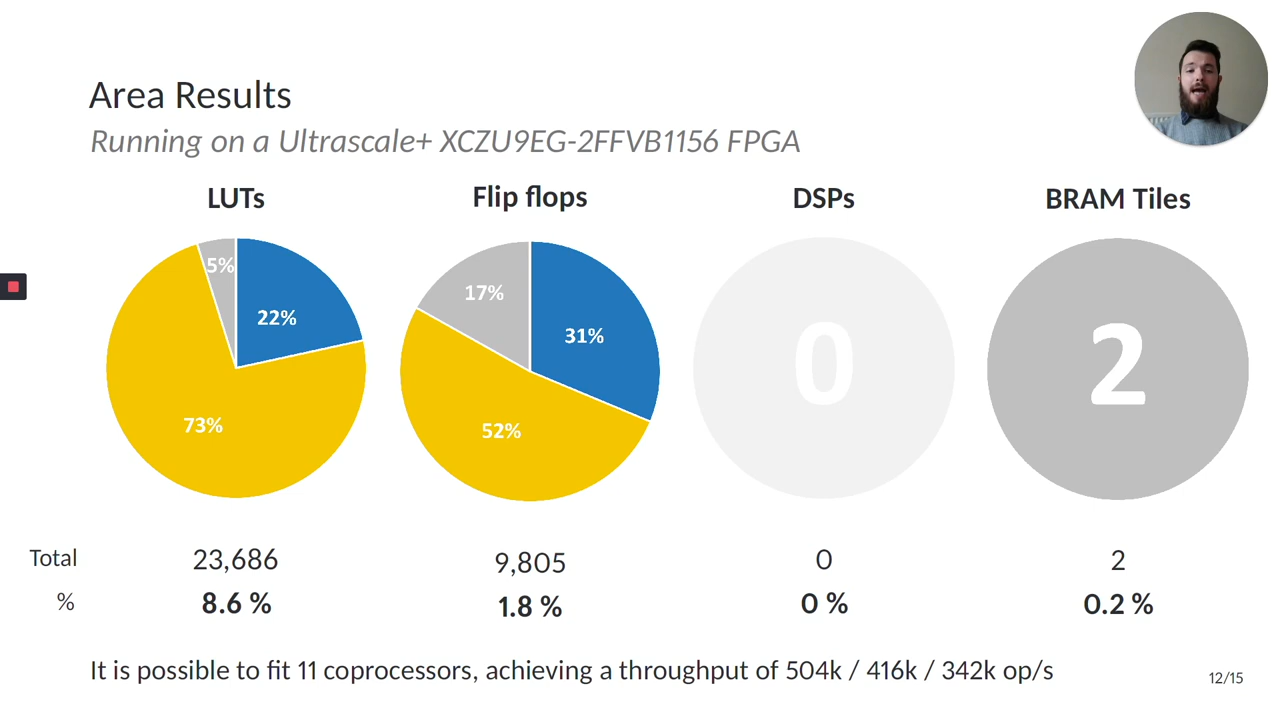 Area Results
Running on a Ultrascale+ XCZU9EG-2FFVB1156 FPGA
LUTs
Flip flops
DSPs
BRAM Tiles
5%
22%
73%
17%
31%
52%
0
2
Total
23,686
9,805
0
2
%
8.6 %
1.8 %
0 %
0.2 %
It is possible to fit 11 coprocessors, achieving a throughput of 504k / 416k / 342k op/s
12/15